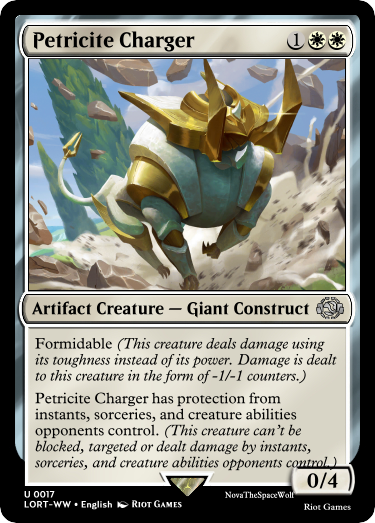 Petricite Charger 1
Artifact Creature — Giant Construct
Formidable (This creature deals damage using
its toughness instead of its power. Damage is dealt
to this creature in the form of -1/-1 counters.)
Petricite Charger has protection from
instants, sorceries, and creature abilities
opponents control. (This creature can't be
blocked, targeted or dealt damage by instants,
sorceries, and creature abilities opponents control.)
0/4
U 0017
LORT-WW • English Riot Games
NovaTheSpaceWolf
Riot Games